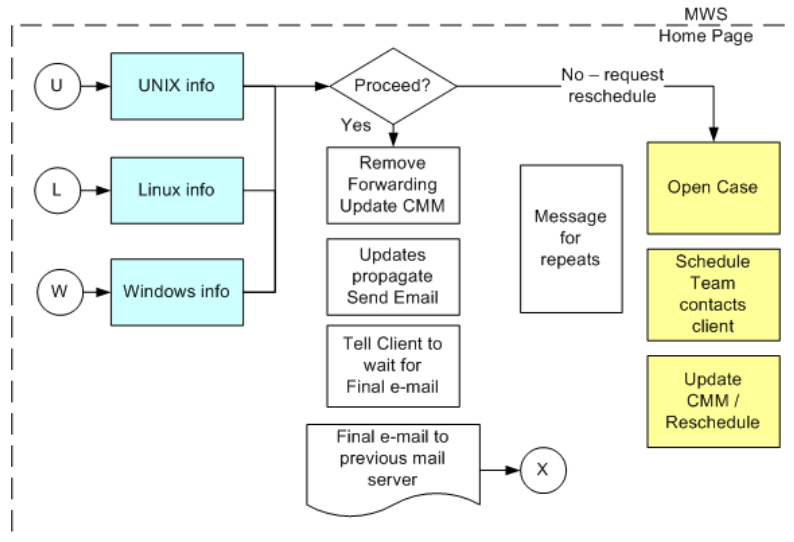 MWS
Home Page
U
UNIX info
Proceed?
No – request
reschedule
Yes
L
Linux info
Remove
Forwarding
Update CMM
Message
for
repeats
Open Case
W
Windows info
Updates
propagate
Send Email
Schedule
Team
contacts
client
Tell Client to
wait for
Final e-mail
Update
CMM /
Reschedule
Final e-mail to
previous mail
server
X